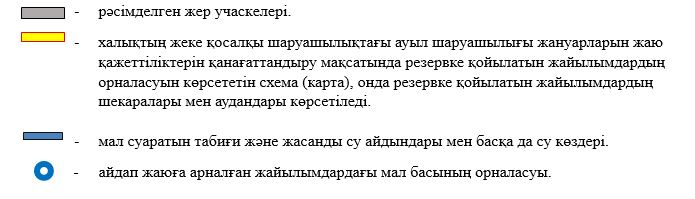 - рәсімделген жер учаскелері.
- халықтың жеке қосалқы шаруашылықтағы ауыл шаруашылығы жануарларын жаю
қажеттіліктерін қанағаттандыру мақсатында резервке қойылатын жайылымдардың
орналасуын көрсететін схема (карта), онда резервке қойылатын жайылымдардың
шекаралары мен аудандары көрсетіледі.
- мал суаратын табиғи және жасанды су айдындары мен басқа да су көздері.
- айдап жаюға арналған жайылымдардағы мал басының орналасуы.